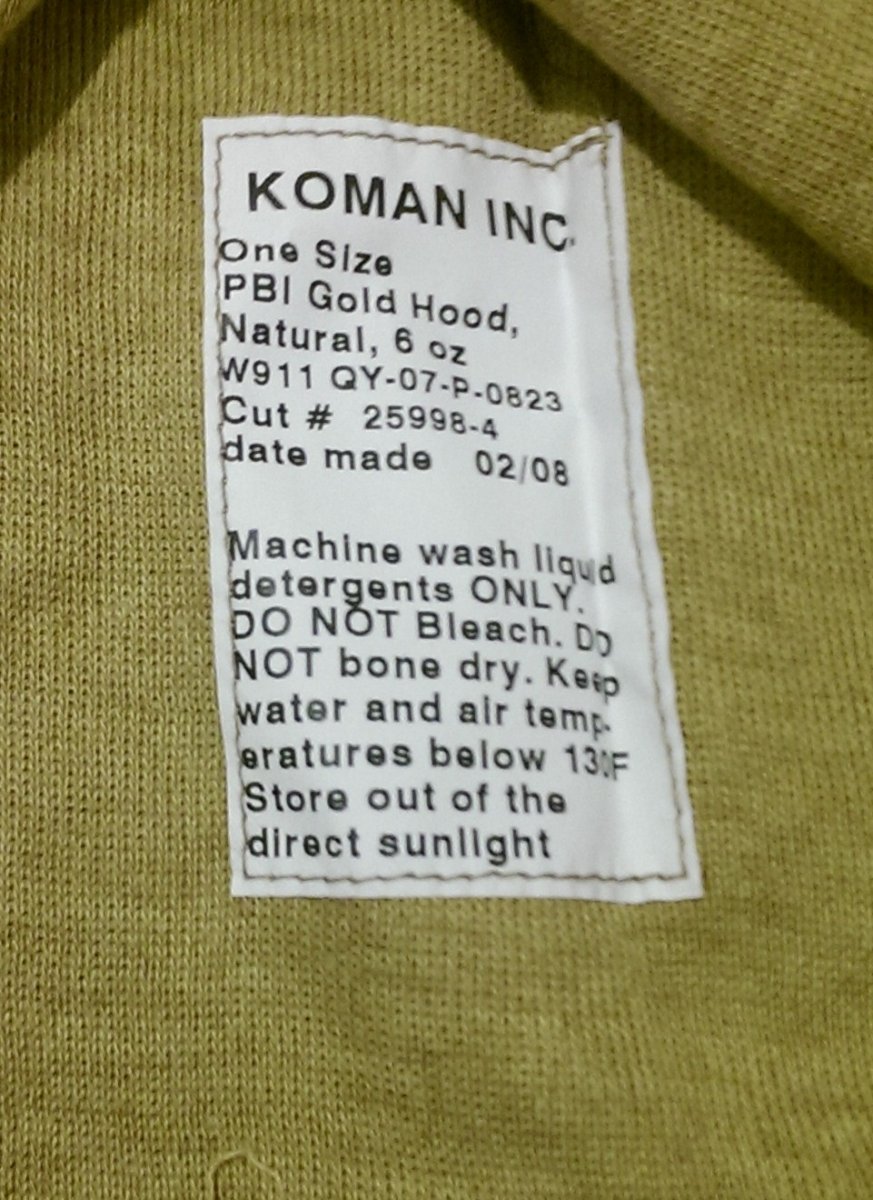 KOMAN INC.
One Size
PBI Gold Hood,
Natural, 6 oz
W911 QY-07-P-0823
Cut # 25998-4
date made 02/08
Machine wash liquid
detergents ONLY.
DO NOT Bleach. DO
NOT bone dry. Keep
water and air temp-
eratures below 130F
Store out of the
direct sunlight